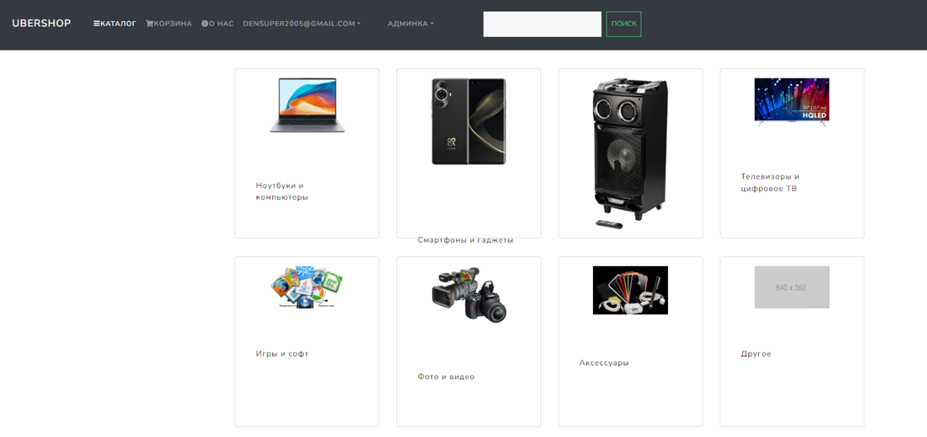 UBERSHOP
КАТАЛОГ
КОРЗИНА
О НАС
DENSUPER2005@GMAIL.COM
АДМИНКА
ПОИСК
HQLED
Ноутбуки и
компьютеры
Смартфоны и гаджеты
Телевизоры и
цифровое ТВ
640 x 360
Игры и софт
Фото и видео
Аксессуары
Другое